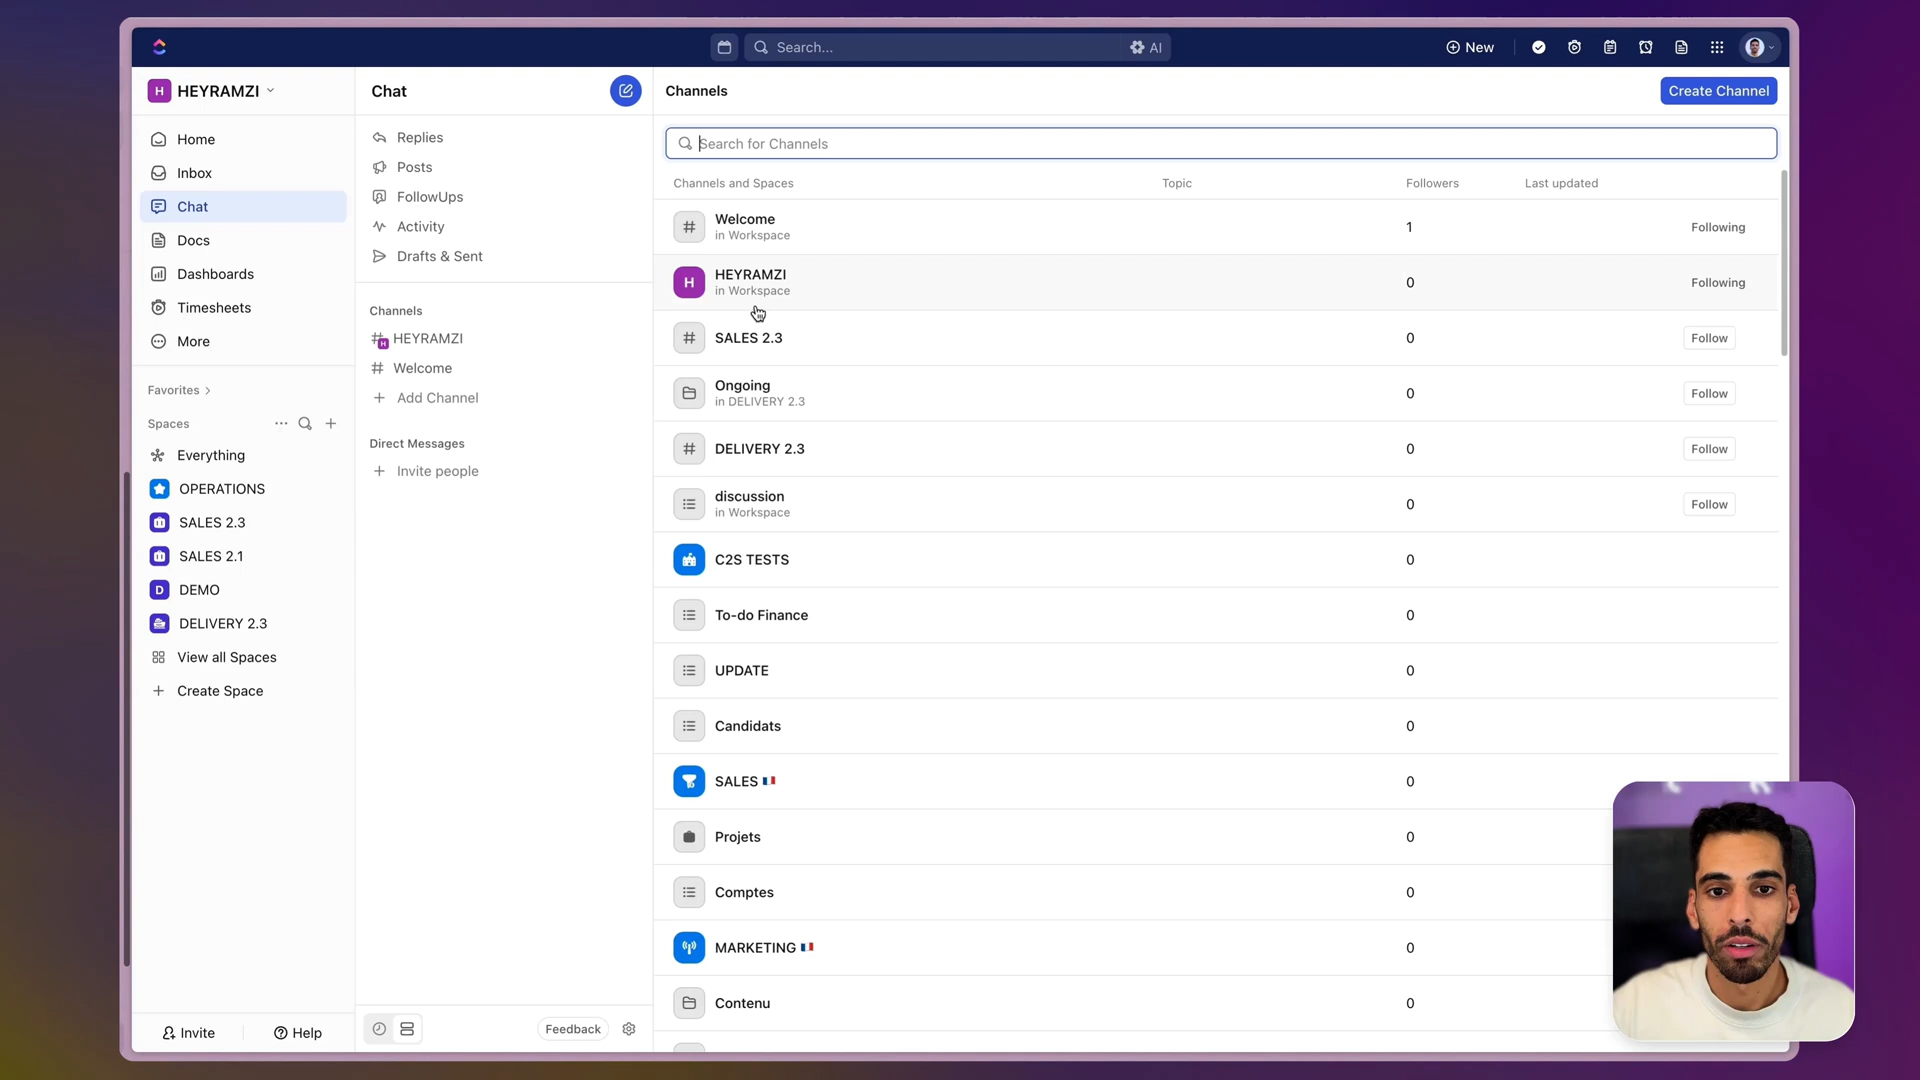 Search...
AI
New
H HEYRAMZI
Home
Inbox
Chat
Docs
Dashboards
Timesheets
More
Favorites
Spaces
Everything
OPERATIONS
SALES 2.3
SALES 2.1
D DEMO
DELIVERY 2.3
View all Spaces
Create Space
Invite
Help
Chat
Replies
Posts
FollowUps
Activity
Drafts & Sent
Channels
H HEYRAMZI
Welcome
Add Channel
Direct Messages
Invite people
Feedback
Channels
Create Channel
Search for Channels
Channels and Spaces Topic Followers Last updated
Welcome
in Workspace
1 Following
H HEYRAMZI
in Workspace
0 Following
SALES 2.3 0 Follow
Ongoing
in DELIVERY 2.3
0 Follow
DELIVERY 2.3 0 Follow
discussion
in Workspace
0 Follow
C2S TESTS 0
To-do Finance 0
UPDATE 0
Candidats 0
SALES 🇫🇷 0
Projets 0
Comptes 0
MARKETING 🇫🇷 0
Contenu 0